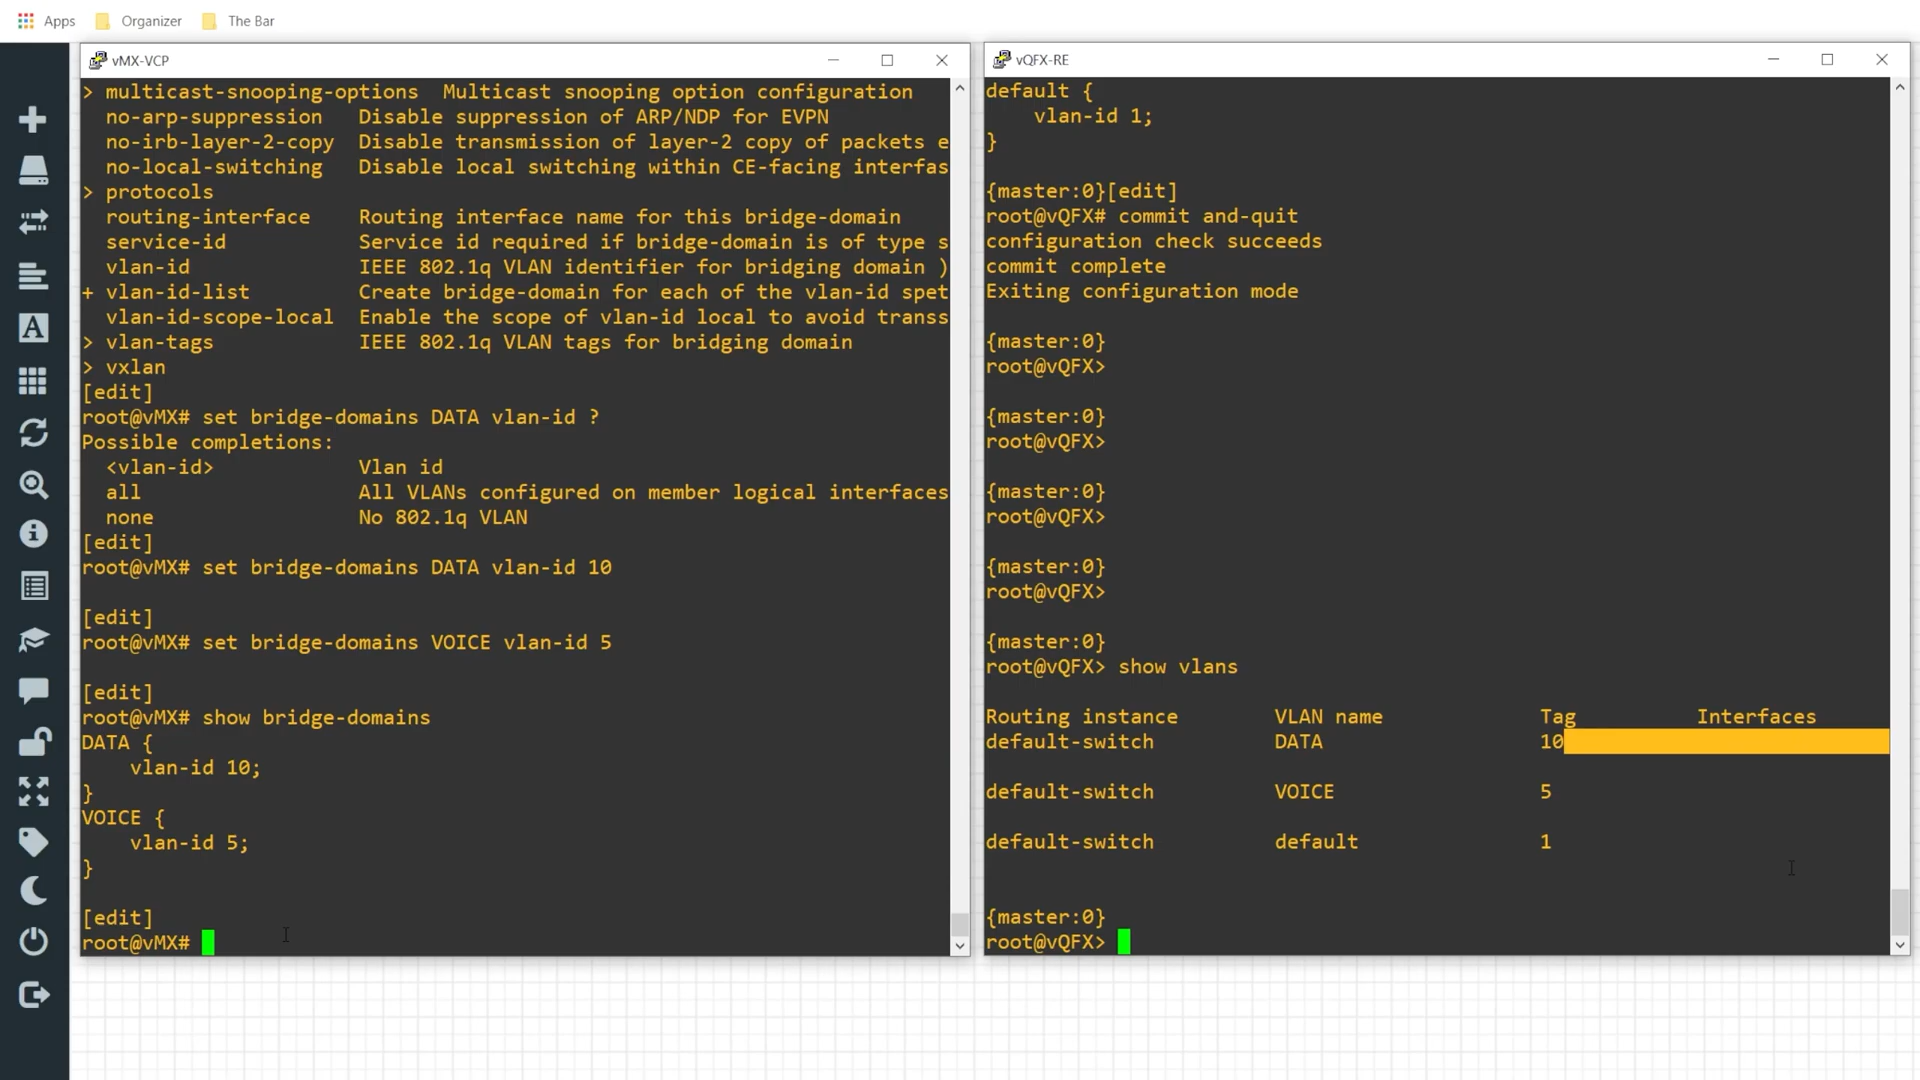 Apps Organizer The Bar
vMX-VCP
> multicast-snooping-options  Multicast snooping option configuration
  no-arp-suppression   Disable suppression of ARP/NDP for EVPN
  no-irb-layer-2-copy  Disable transmission of layer-2 copy of packets e
  no-local-switching   Disable local switching within CE-facing interfas
> protocols
  routing-interface    Routing interface name for this bridge-domain
  service-id           Service id required if bridge-domain is of type s
  vlan-id              IEEE 802.1q VLAN identifier for bridging domain )
+ vlan-id-list         Create bridge-domain for each of the vlan-id spet
  vlan-id-scope-local  Enable the scope of vlan-id local to avoid transs
> vlan-tags            IEEE 802.1q VLAN tags for bridging domain
> vxlan
[edit]
root@vMX# set bridge-domains DATA vlan-id ?
Possible completions:
  <vlan-id>            Vlan id
  all                  All VLANs configured on member logical interfaces
  none                 No 802.1q VLAN
[edit]
root@vMX# set bridge-domains DATA vlan-id 10
[edit]
root@vMX# set bridge-domains VOICE vlan-id 5
[edit]
root@vMX# show bridge-domains
DATA {
    vlan-id 10;
}
VOICE {
    vlan-id 5;
}
[edit]
root@vMX#
vQFX-RE
default {
    vlan-id 1;
}
{master:0}[edit]
root@vQFX# commit and-quit
configuration check succeeds
commit complete
Exiting configuration mode
{master:0}
root@vQFX>
{master:0}
root@vQFX>
{master:0}
root@vQFX>
{master:0}
root@vQFX>
{master:0}
root@vQFX> show vlans
Routing instance        VLAN name             Tag          Interfaces
default-switch          DATA                  10
default-switch          VOICE                 5
default-switch          default               1
{master:0}
root@vQFX>